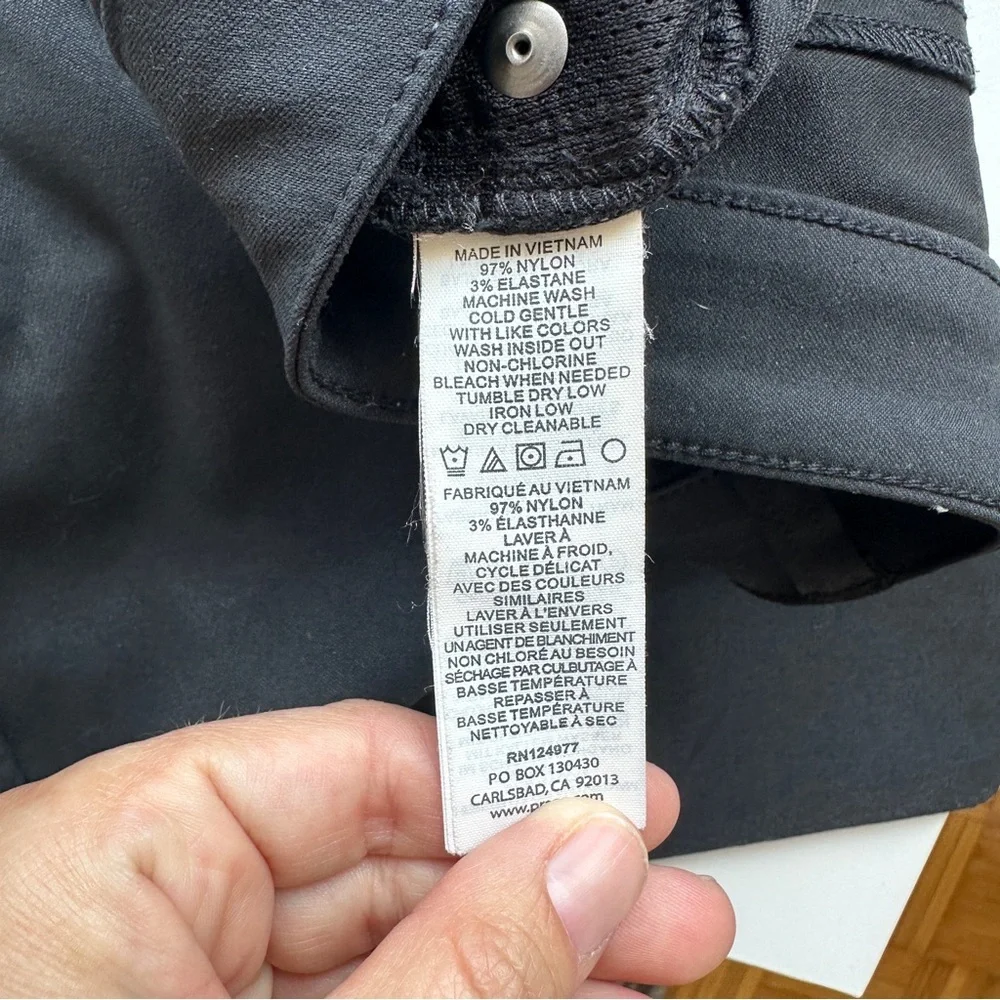 MADE IN VIETNAM
97% NYLON
3% ELASTANE
MACHINE WASH
COLD GENTLE
WITH LIKE COLORS
WASH INSIDE OUT
NON-CHLORINE
BLEACH WHEN NEEDED
TUMBLE DRY LOW
IRON LOW
DRY CLEANABLE
FABRIQUÉ AU VIETNAM
97% NYLON
3% ÉLASTHANNE
LAVER À
MACHINE À FROID,
CYCLE DÉLICAT
AVEC DES COULEURS
SIMILAIRES
LAVER À L'ENVERS
UTILISER SEULEMENT
UN AGENT DE BLANCHIMENT
NON CHLORÉ AU BESOIN
SÉCHAGE PAR CULBUTAGE À
BASSE TEMPÉRATURE
REPASSER À
BASSE TEMPÉRATURE
NETTOYABLE À SEC
RN124977
PO BOX 130430
CARLSBAD, CA 92013